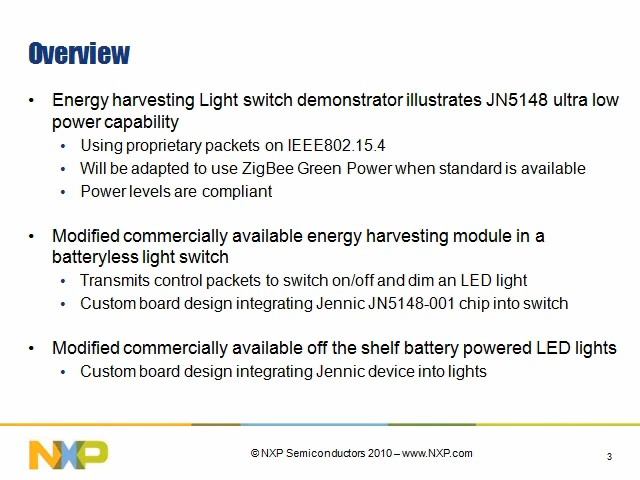 Overview
• Energy harvesting Light switch demonstrator illustrates JN5148 ultra low
power capability
• Using proprietary packets on IEEE802.15.4
• Will be adapted to use ZigBee Green Power when standard is available
• Power levels are compliant
• Modified commercially available energy harvesting module in a
batteryless light switch
• Transmits control packets to switch on/off and dim an LED light
• Custom board design integrating Jennic JN5148-001 chip into switch
• Modified commercially available off the shelf battery powered LED lights
• Custom board design integrating Jennic device into lights
NXP
© NXP Semiconductors 2010 – www.NXP.com
3